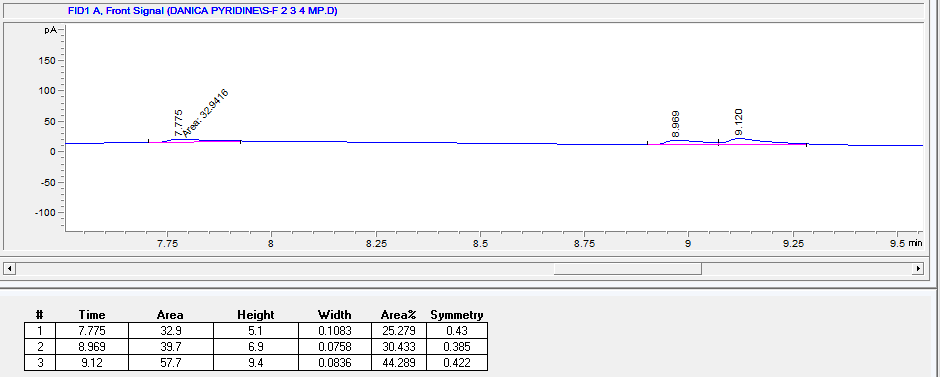 FID1 A, Front Signal (DANICA PYRIDINE\S-F 2 3 4 MP.D)
pA
150
100
50
0
-50
-100
7.775
Area: 32.9416
8.969
9.120
7.75 8 8.25 8.5 8.75 9 9.25 9.5 min
# Time Area Height Width Area% Symmetry
1 7.775 32.9 5.1 0.1083 25.279 0.43
2 8.969 39.7 6.9 0.0758 30.433 0.385
3 9.12 57.7 9.4 0.0836 44.289 0.422